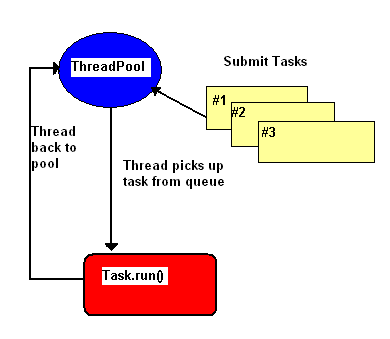 Submit Tasks
ThreadPool
#1
#2
#3
Thread
back to
pool
Thread picks up
task from queue
Task.run()